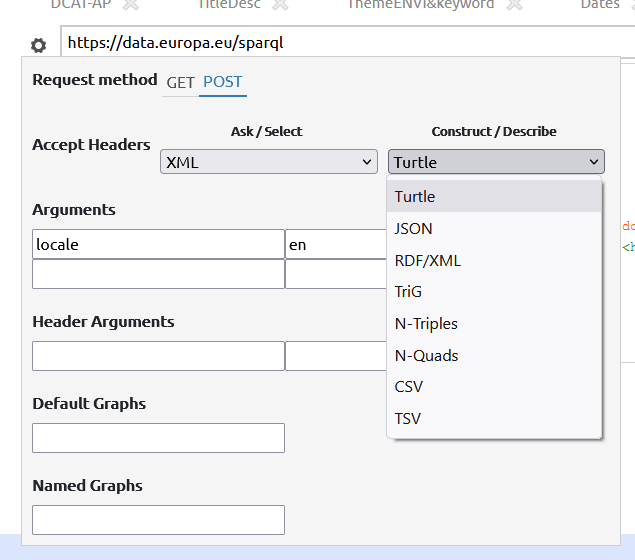 DCAT-AP TitleDesc ThemeENVI&keyword Dates
https://data.europa.eu/sparql
Request method GET POST
Ask / Select Construct / Describe
Accept Headers XML Turtle
Turtle
JSON
RDF/XML
TriG
N-Triples
N-Quads
CSV
TSV
Arguments
locale en
Header Arguments
Default Graphs
Named Graphs